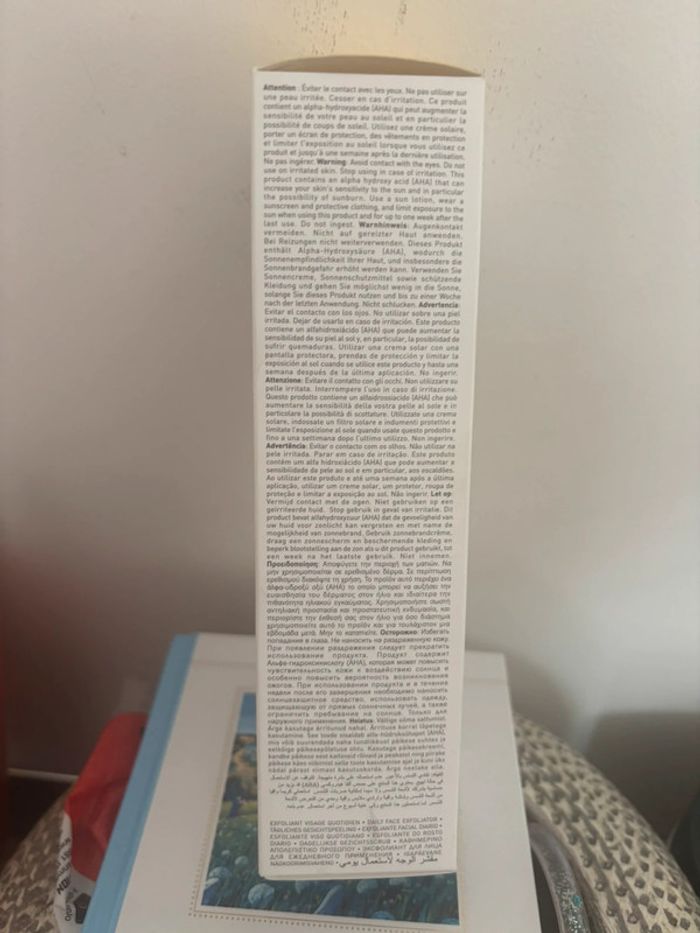 Attention : Éviter le contact avec les yeux. Ne pas utiliser sur
une peau irritée. Cesser en cas d'irritation. Ce produit
contient un alpha-hydroxyacide (AHA) qui peut augmenter la
sensibilité de votre peau au soleil et en particulier la
possibilité de coups de soleil. Utilisez une crème solaire,
porter un écran de protection, des vêtements en protection
et limiter l'exposition au soleil lorsque vous utilisez ce
produit et jusqu'à une semaine après la dernière utilisation.
Ne pas ingérer. Warning: Avoid contact with the eyes. Do not
use on irritated skin. Stop using in case of irritation. This
product contains an alpha hydroxy acid (AHA) that can
increase your skin's sensitivity to the sun and in particular
the possibility of sunburn. Use a sun lotion, wear a
sunscreen and protective clothing, and limit exposure to the
sun when using this product and for up to one week after the
last use. Do not ingest. Warnhinweis: Augenkontakt
vermeiden. Nicht auf gereizter Haut anwenden.
Bei Reizungen nicht weiterverwenden. Dieses Produkt
enthält Alpha-Hydroxysäure (AHA), wodurch die
Sonnenempfindlichkeit Ihrer Haut, und insbesondere die
Sonnenbrandgefahr erhöht werden kann. Verwenden Sie
Sonnencreme, Sonnenschutzmittel sowie schützende
Kleidung und gehen Sie möglichst wenig in die Sonne,
solange Sie dieses Produkt nutzen und bis zu einer Woche
nach der letzten Anwendung. Nicht schlucken. Advertencia:
Evitar el contacto con los ojos. No utilizar sobre una piel
irritada. Dejar de usarlo en caso de irritación. Este producto
contiene un alfahidroxiácido (AHA) que puede aumentar la
sensibilidad de su piel al sol y, en particular, la posibilidad de
sufrir quemaduras. Utilizar una crema solar con una
pantalla protectora, prendas de protección y limitar la
exposición al sol cuando se utilice este producto y hasta una
semana después de la última aplicación. No ingerir.
Attenzione: Evitare il contatto con gli occhi. Non utilizzare su
pelle irritata. Interrompere l'uso in caso di irritazione.
Questo prodotto contiene un alfaidrossiacido (AHA) che può
aumentare la sensibilità della vostra pelle al sole e in
particolare la possibilità di scottature. Utilizzate una crema
solare, indossate un filtro solare e indumenti protettivi e
limitate l'esposizione al sole quando usate questo prodotto e
fino a una settimana dopo l'ultimo utilizzo. Non ingerire.
Advertência: Evitar o contacto com os olhos. Não utilizar na
pele irritada. Parar em caso de irritação. Este produto
contém um alfa hidroxiácido (AHA) que pode aumentar a
sensibilidade da pele ao sol e em particular, aos escaldões.
Ao utilizar este produto e até uma semana após a última
aplicação, utilizar um creme solar, um protetor, roupa de
proteção e limitar a exposição ao sol. Não ingerir. Let op:
Vermijd contact met de ogen. Niet gebruiken op een
geïrriteerde huid. Stop gebruik in geval van irritatie. Dit
product bevat alfahydroxyzuur (AHA) dat de gevoeligheid van
uw huid voor zonlicht kan vergroten en met name de
mogelijkheid van zonnebrand. Gebruik zonnebrandcrème,
draag een zonnescherm en beschermende kleding en
beperk blootstelling aan de zon als u dit product gebruikt, tot
een week na het laatste gebruik. Niet innemen.
Προειδοποίηση: Αποφύγετε την περιοχή των ματιών. Να
μην χρησιμοποιείται σε ερεθισμένο δέρμα. Σε περίπτωση
ερεθισμού διακόψτε τη χρήση. Το προϊόν αυτό περιέχει ένα
άλφα-υδροξύ οξύ (AHA) το οποίο μπορεί να αυξήσει την
ευαισθησία του δέρματος στον ήλιο και ιδιαίτερα την
πιθανότητα ηλιακού εγκαύματος. Χρησιμοποιήστε σωστή
αντηλιακή προστασία και προστατευτική ενδυμασία, και
περιορίστε την έκθεσή σας στον ήλιο για όσο διάστημα
χρησιμοποιείτε αυτό το προϊόν και για τουλάχιστον μία
εβδομάδα μετά. Μην το καταπιείτε. Осторожно: Избегать
попадания в глаза. Не наносить на раздраженную кожу.
При появлении раздражения следует прекратить
использование продукта. Продукт содержит
Альфа-гидроксикислоту (AHA), которая может повысить
чувствительность кожи к воздействию солнца и
особенно повысить вероятность возникновения
ожогов. При использовании продукта и в течение
недели после его завершения необходимо наносить
солнцезащитное средство, использовать одежду,
защищающую от прямых солнечных лучей, а также
ограничить пребывание на солнце. Только для
наружного применения. Hoiatus: Vältige silma sattumist.
Ärge kasutage ärritunud nahal. Ärrituse korral lõpetage
kasutamine. See toode sisaldab alfa-hüdroksühapet (AHA),
mis võib suurendada naha tundlikkust päikese suhtes ja
eelkõige päikesepõletuse ohtu. Kasutage päikesekreemi,
EXFOLIANT VISAGE QUOTIDIEN • DAILY FACE EXFOLIATOR •
TÄGLICHES GESICHTSPEELING • EXFOLIANTE FACIAL DIARIO •
ESFOLIANTE VISO QUOTIDIANO • EXFOLIANTE DO ROSTO
DIÁRIO • DAGELIJKSE GEZICHTSSCRUB • ΚΑΘΗΜΕΡΙΝΟ
ΑΠΟΛΕΠΙΣΤΙΚΟ ΠΡΟΣΩΠΟΥ • ЭКСФОЛИАНТ ДЛЯ ЛИЦА
ДЛЯ ЕЖЕДНЕВНОГО ПРИМЕНЕНИЯ • IGAPÄEVANE
NÄOKOORIMISVAHEND • مقشر الوجه لاستعمال يومي